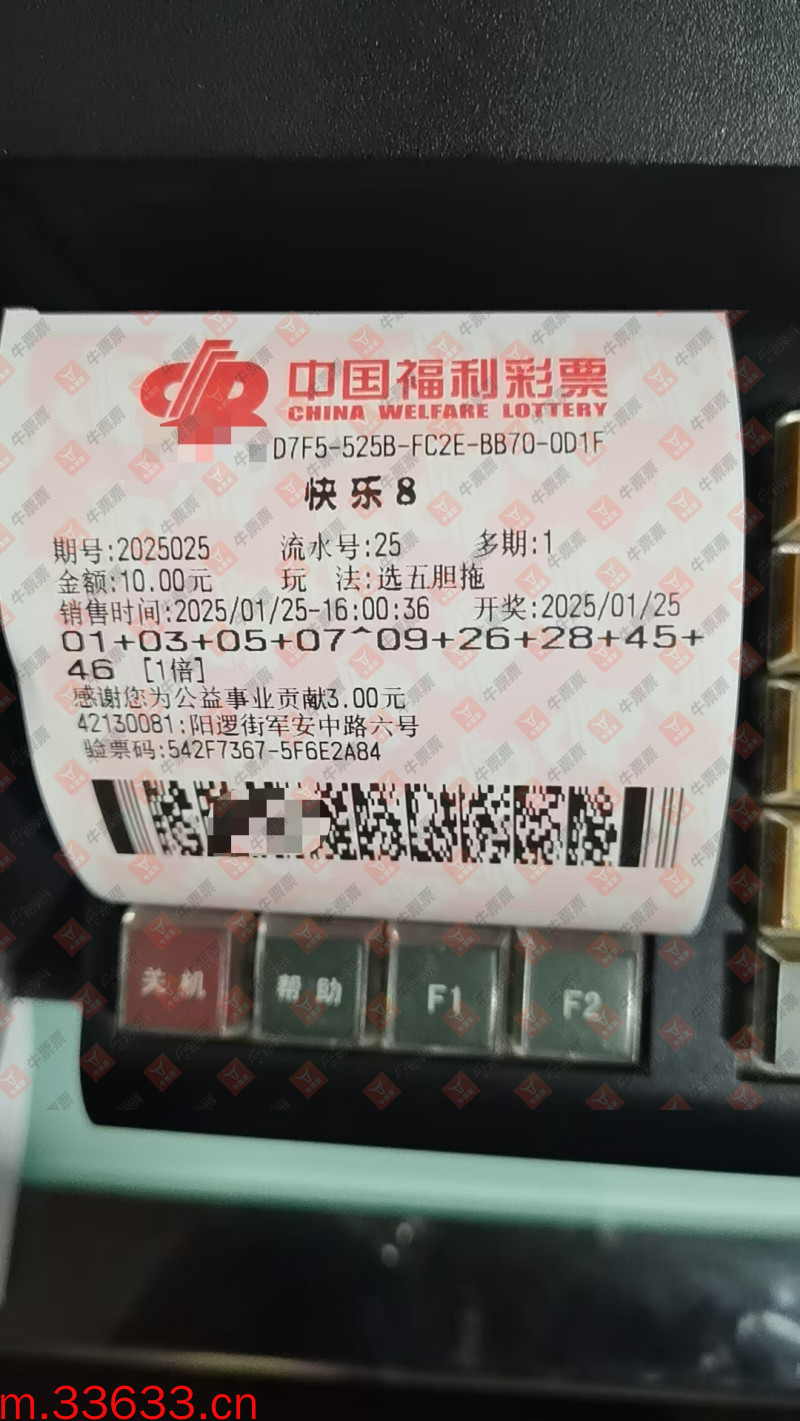 中国福利彩票
CHINA WELFARE LOTTERY
D7F5-525B-FC2E-BB70-0D1F
快乐8
期号:2025025 流水号:25 多期:1
金额:10.00元 玩 法:选五胆拖
销售时间:2025/01/25-16:00:36 开奖:2025/01/25
01+03+05+07^09+26+28+45+
46 [1倍]
感谢您为公益事业贡献3.00元
42130081:阳逻街军安中路六号
验票码:542F7367-5F6E2A84
关机 帮助 F1 F2
牛票票
m.33633.cn